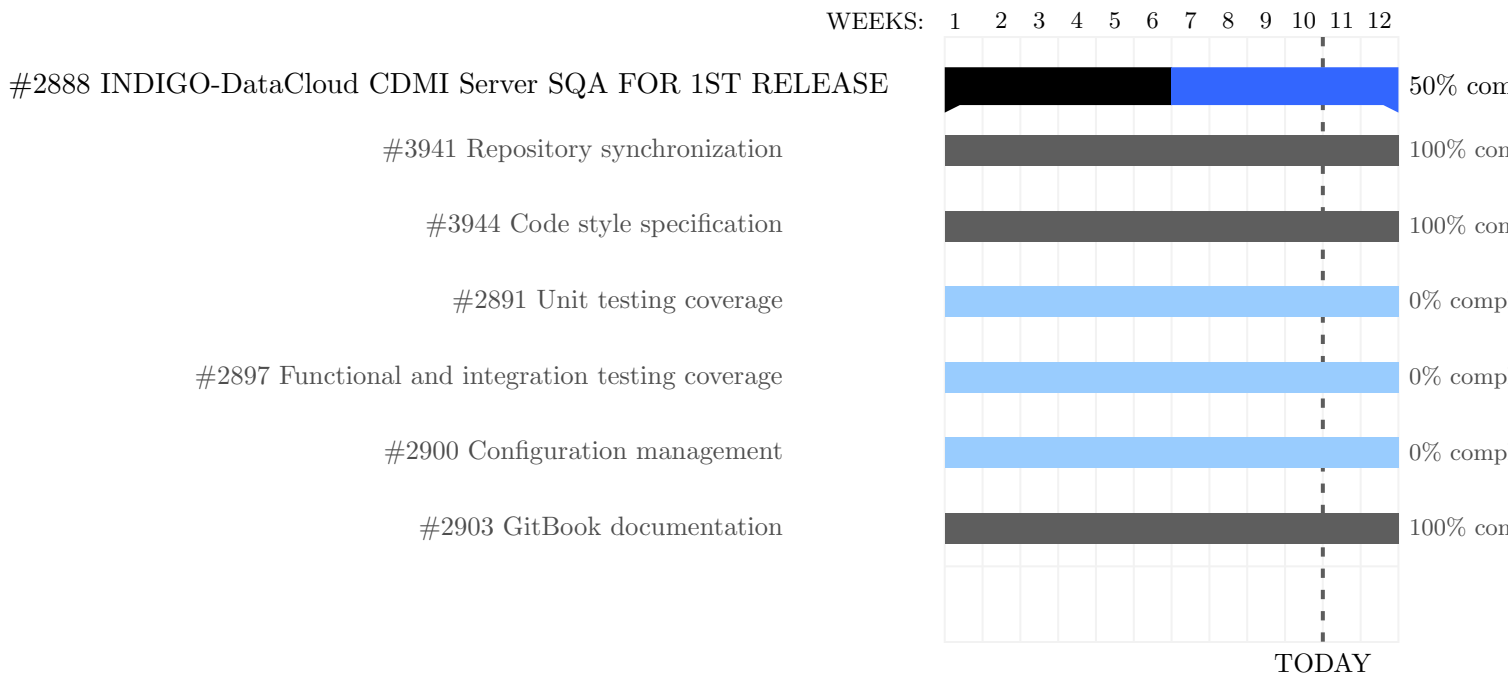 WEEKS: 1 2 3 4 5 6 7 8 9 10 11 12
#2888 INDIGO-DataCloud CDMI Server SQA FOR 1ST RELEASE 50% com
#3941 Repository synchronization 100% com
#3944 Code style specification 100% com
#2891 Unit testing coverage 0% comp
#2897 Functional and integration testing coverage 0% comp
#2900 Configuration management 0% comp
#2903 GitBook documentation 100% com
TODAY